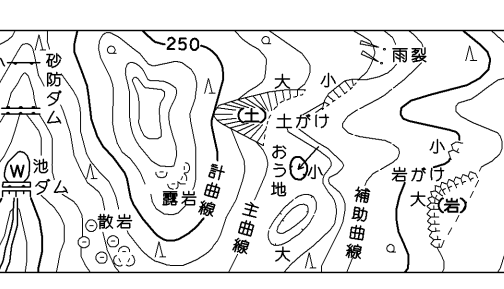 250
砂防ダム
雨裂
大
小
(土)
土がけ
小
岩がけ
大
(岩)
おう地
小
大
W
池
ダム
露岩
散岩
計曲線
主曲線
補助曲線